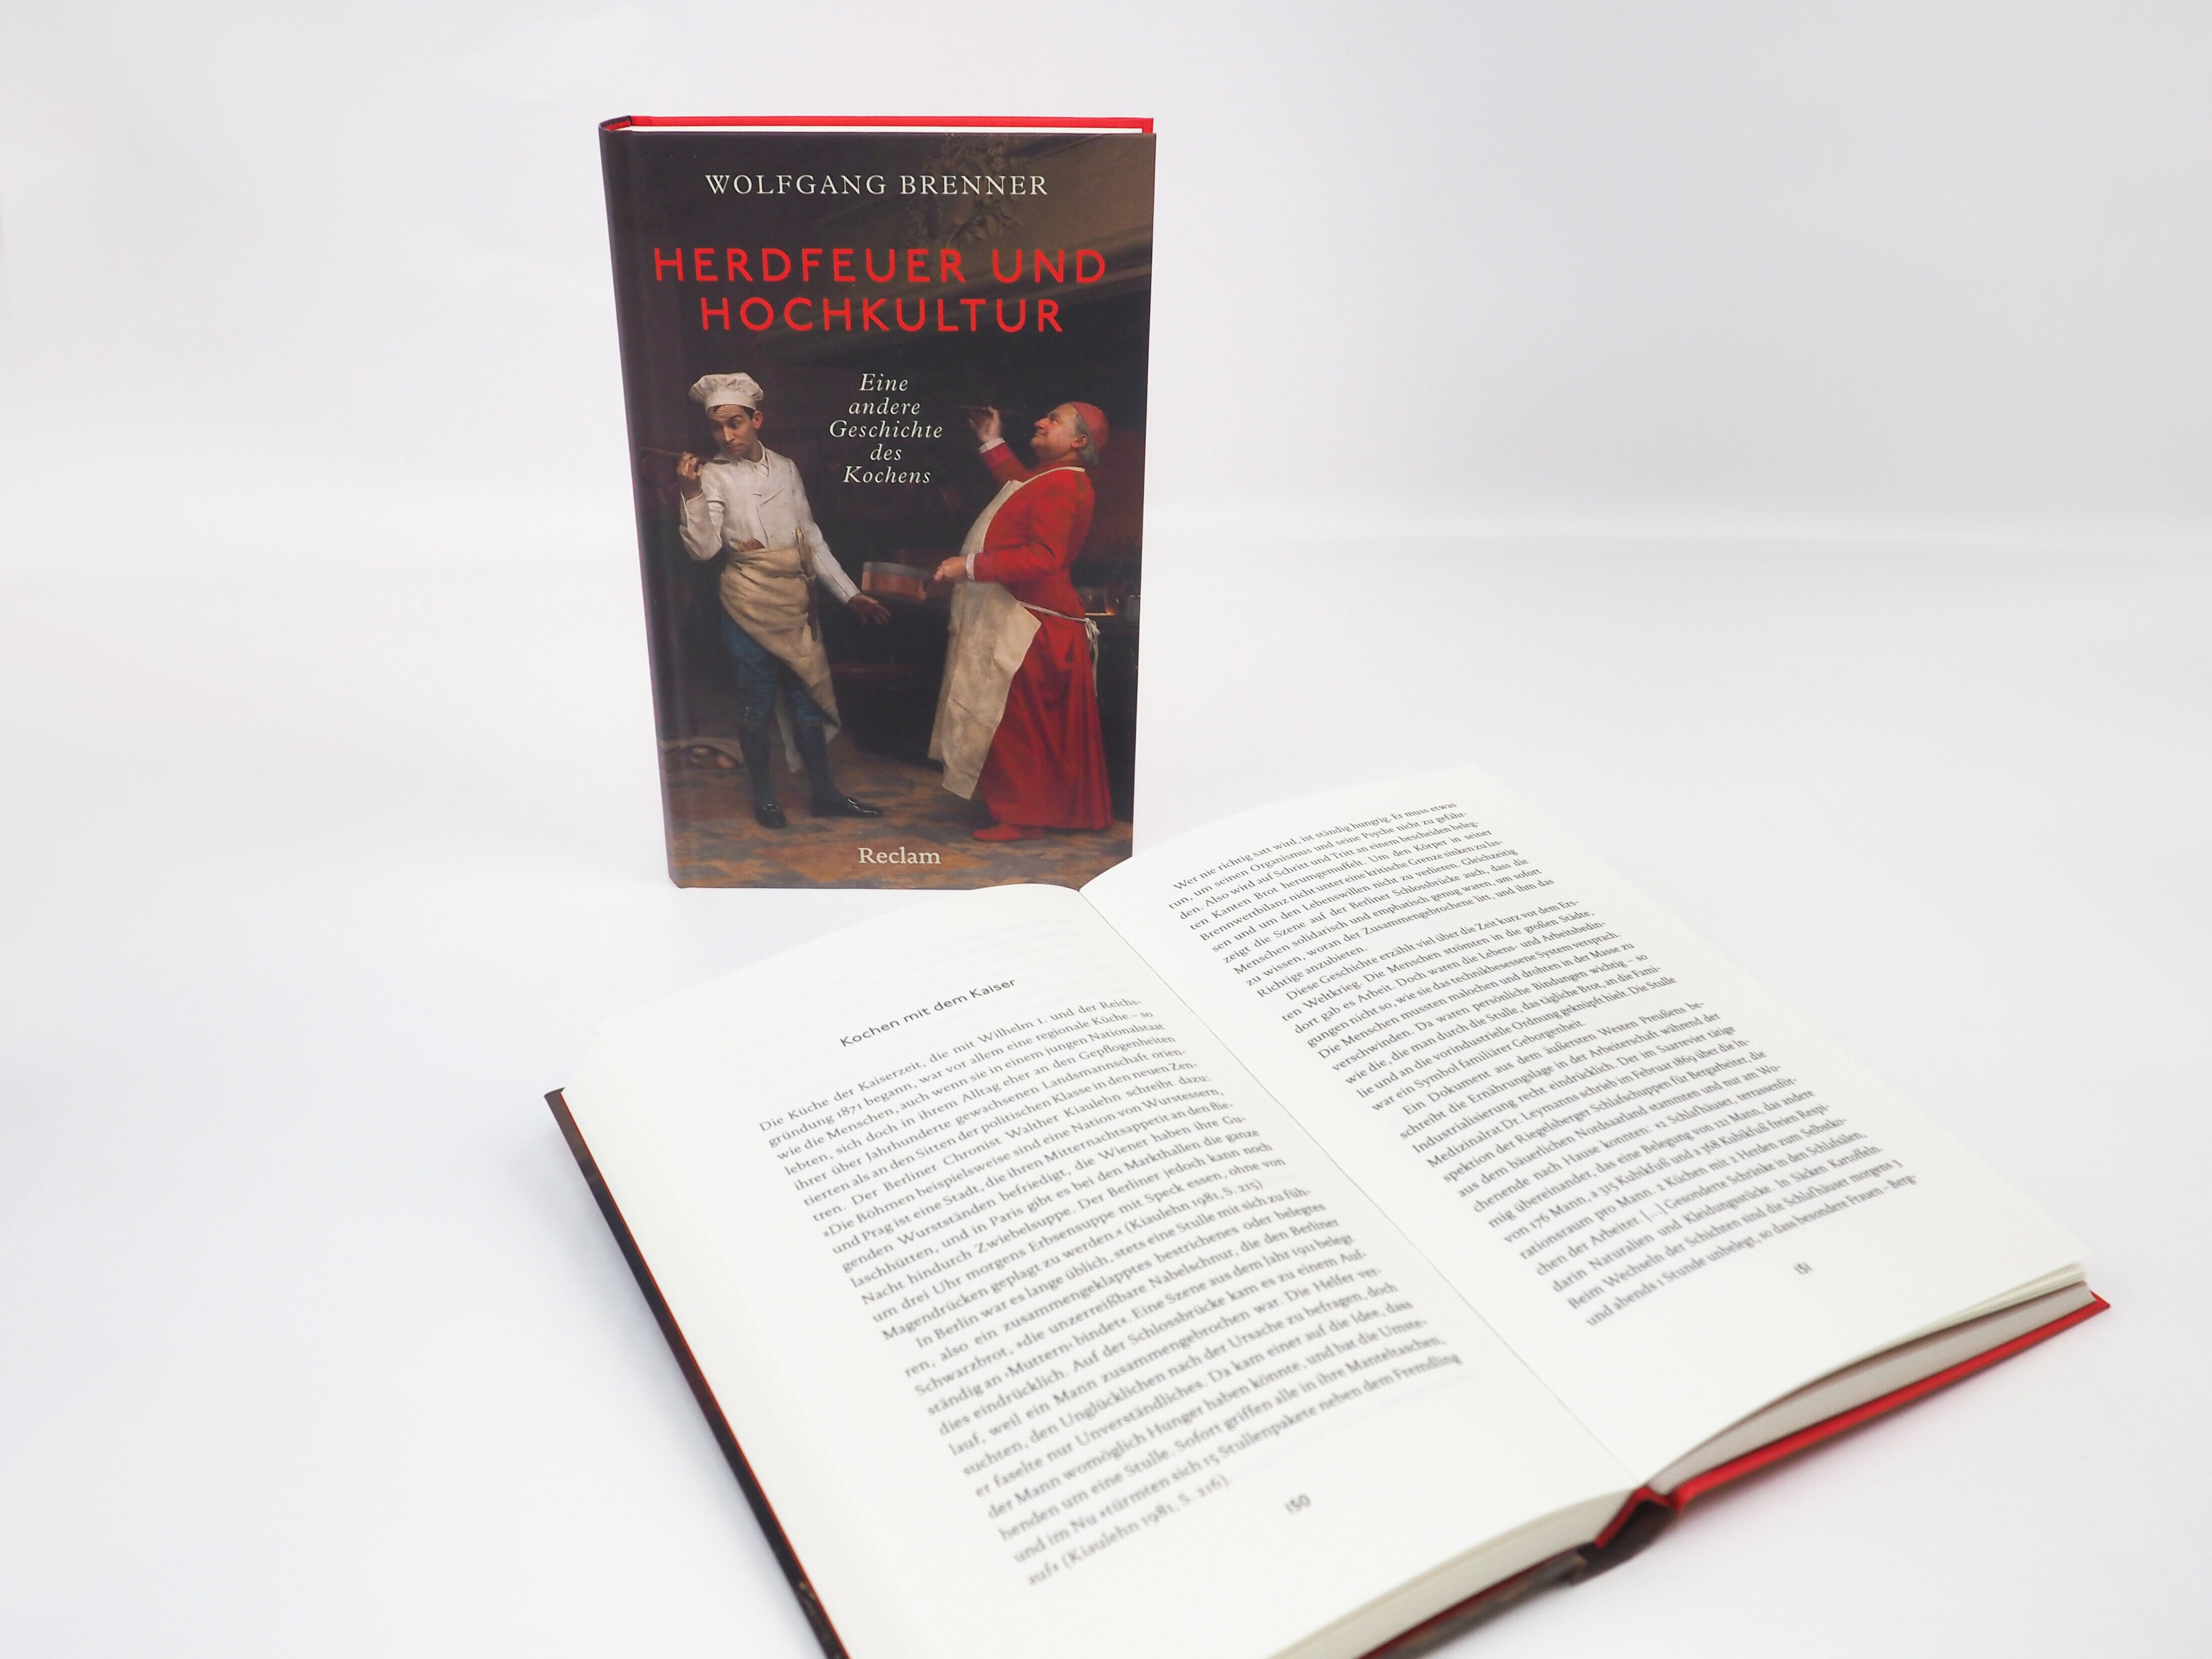 WOLFGANG BRENNER
HERDFEUER UND
HOCHKULTUR
Eine
andere
Geschichte
des
Kochens
Reclam
Kochen mit dem Kaiser
Die Küche der Kaiserzeit, die mit Wilhelm I. und der Reichs-
gründung 1871 begann, war vor allem eine regionale Küche – so
wie die Menschen, auch wenn sie in einem jungen Nationalstaat
lebten, sich doch in ihrem Alltag eher an den Gepflogenheiten
ihrer über Jahrhunderte gewachsenen Landsmannschaft orien-
tierten als an den Sitten der politischen Klasse in den neuen Zen-
tren. Der Berliner Chronist Walther Kiaulehn schreibt dazu:
»Die Böhmen beispielsweise sind eine Nation von Wurstessern,
und Prag ist eine Stadt, die ihren Mitternachtsappetit an den flie-
genden Wurstständen befriedigt, die Wiener haben ihre Gu-
laschhütten, und in Paris gibt es bei den Markthallen die ganze
Nacht hindurch Zwiebelsuppe. Der Berliner jedoch kann noch
um drei Uhr morgens Erbsensuppe mit Speck essen, ohne von
Magendrücken geplagt zu werden.« (Kiaulehn 1981, S. 215)
In Berlin war es lange üblich, stets eine Stulle mit sich zu füh-
ren, also ein zusammengeklapptes bestrichenes oder belegtes
Schwarzbrot, »die unzerreißbare Nabelschnur, die den Berliner
ständig an ›Muttern‹ bindet«. Eine Szene aus dem Jahr 1911 belegt
dies eindrücklich. Auf der Schlossbrücke kam es zu einem Auf-
lauf, weil ein Mann zusammengebrochen war. Die Helfer ver-
suchten, den Unglücklichen nach der Ursache zu befragen, doch
er faselte nur Unverständliches. Da kam einer auf die Idee, dass
der Mann womöglich Hunger haben könnte, und bat die Umste-
henden um eine Stulle. Sofort griffen alle in ihre Manteltaschen,
und im Nu »türmten sich 15 Stullenpakete neben dem Fremdling
auf« (Kiaulehn 1981, S. 216).
150
Wer nie richtig satt wird, ist ständig hungrig. Er muss etwas
tun, um seinen Organismus und seine Psyche nicht zu gefähr-
den. Also wird auf Schritt und Tritt an einem bescheiden beleg-
ten Kanten Brot herumgemuffelt. Um den Körper in seiner
Brennwertbilanz nicht unter eine kritische Grenze sinken zu las-
sen und um den Lebenswillen nicht zu verlieren. Gleichzeitig
zeigt die Szene auf der Berliner Schlossbrücke auch, dass die
Menschen solidarisch und emphatisch genug waren, um sofort
zu wissen, woran der Zusammengebrochene litt, und ihm das
Richtige anzubieten.
Diese Geschichte erzählt viel über die Zeit kurz vor dem Ers-
ten Weltkrieg. Die Menschen strömten in die großen Städte,
dort gab es Arbeit. Doch waren die Lebens- und Arbeitsbedin-
gungen nicht so, wie sie das technikbesessene System versprach.
Die Menschen mussten malochen und drohten in der Masse zu
verschwinden. Da waren persönliche Bindungen wichtig – so
wie die, die man durch die Stulle, das tägliche Brot, an die Fami-
lie und an die vorindustrielle Ordnung geknüpft hielt. Die Stulle
war ein Symbol familiärer Geborgenheit.
Ein Dokument aus dem äußersten Westen Preußens be-
schreibt die Ernährungslage in der Arbeiterschaft während der
Industrialisierung recht eindrücklich. Der im Saarrevier tätige
Medizinalrat Dr. Leymanns schrieb im Februar 1869 über die In-
spektion der Riegelsberger Schlafschuppen für Bergarbeiter, die
aus dem bäuerlichen Nordsaarland stammten und nur am Wo-
chenende nach Hause konnten: »2 Schlafhäuser, terrassenför-
mig übereinander, das eine Belegung von 121 Mann, das andere
von 176 Mann, a 315 Kubikfuß und a 368 Kubikfuß freien Respi-
rationsraum pro Mann. 2 Küchen mit 2 Herden zum Selbstko-
chen der Arbeiter. [...] Gesonderte Schränke in den Schlafsälen,
darin Naturalien und Kleidungsstücke. In Säcken Kartoffeln.
Beim Wechseln der Schichten sind die Schlafhäuser morgens 3
und abends 1 Stunde unbelegt, so dass besondere Frauen – Berg-
151